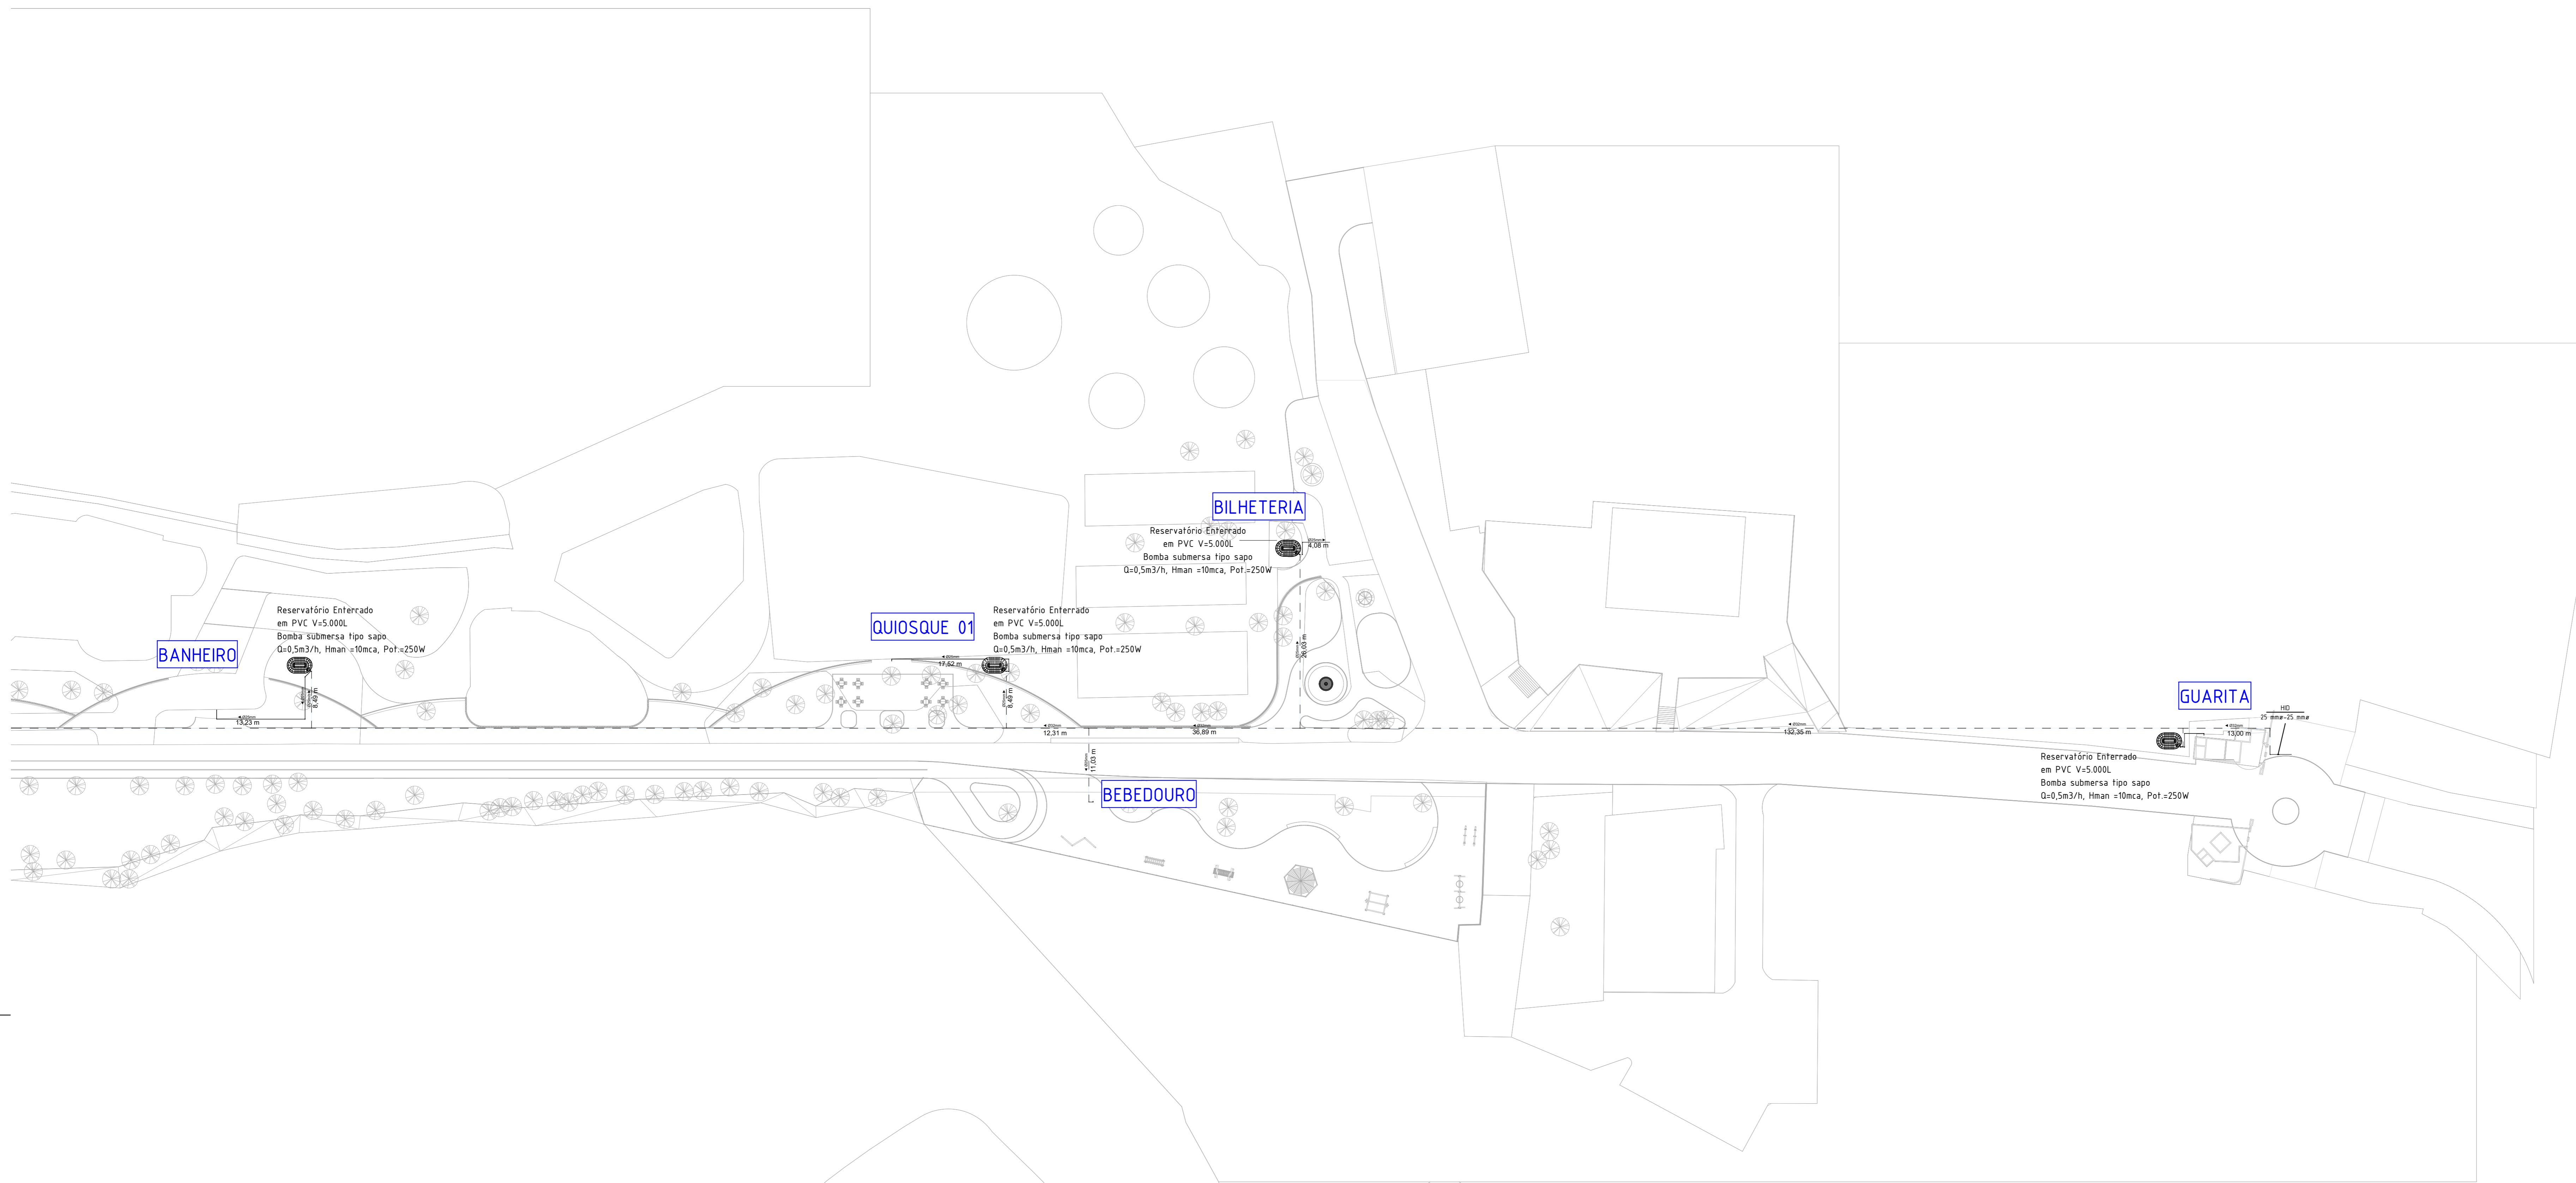 BILHETERIA
Reservatório Enterrado
em PVC V=5.000L
Bomba submersa tipo sapo
Q=0,5m3/h, Hman =10mca, Pot.=250W
4,08 m
26,03 m
BANHEIRO
Reservatório Enterrado
em PVC V=5.000L
Bomba submersa tipo sapo
Q=0,5m3/h, Hman =10mca, Pot.=250W
8,49 m
13,23 m
QUIOSQUE 01
Reservatório Enterrado
em PVC V=5.000L
Bomba submersa tipo sapo
Q=0,5m3/h, Hman =10mca, Pot.=250W
17,52 m
8,49 m
12,31 m
36,89 m
132,35 m
11,03 m
BEBEDOURO
GUARITA
HID
25 mmø-25 mmø
13,00 m
Reservatório Enterrado
em PVC V=5.000L
Bomba submersa tipo sapo
Q=0,5m3/h, Hman =10mca, Pot.=250W